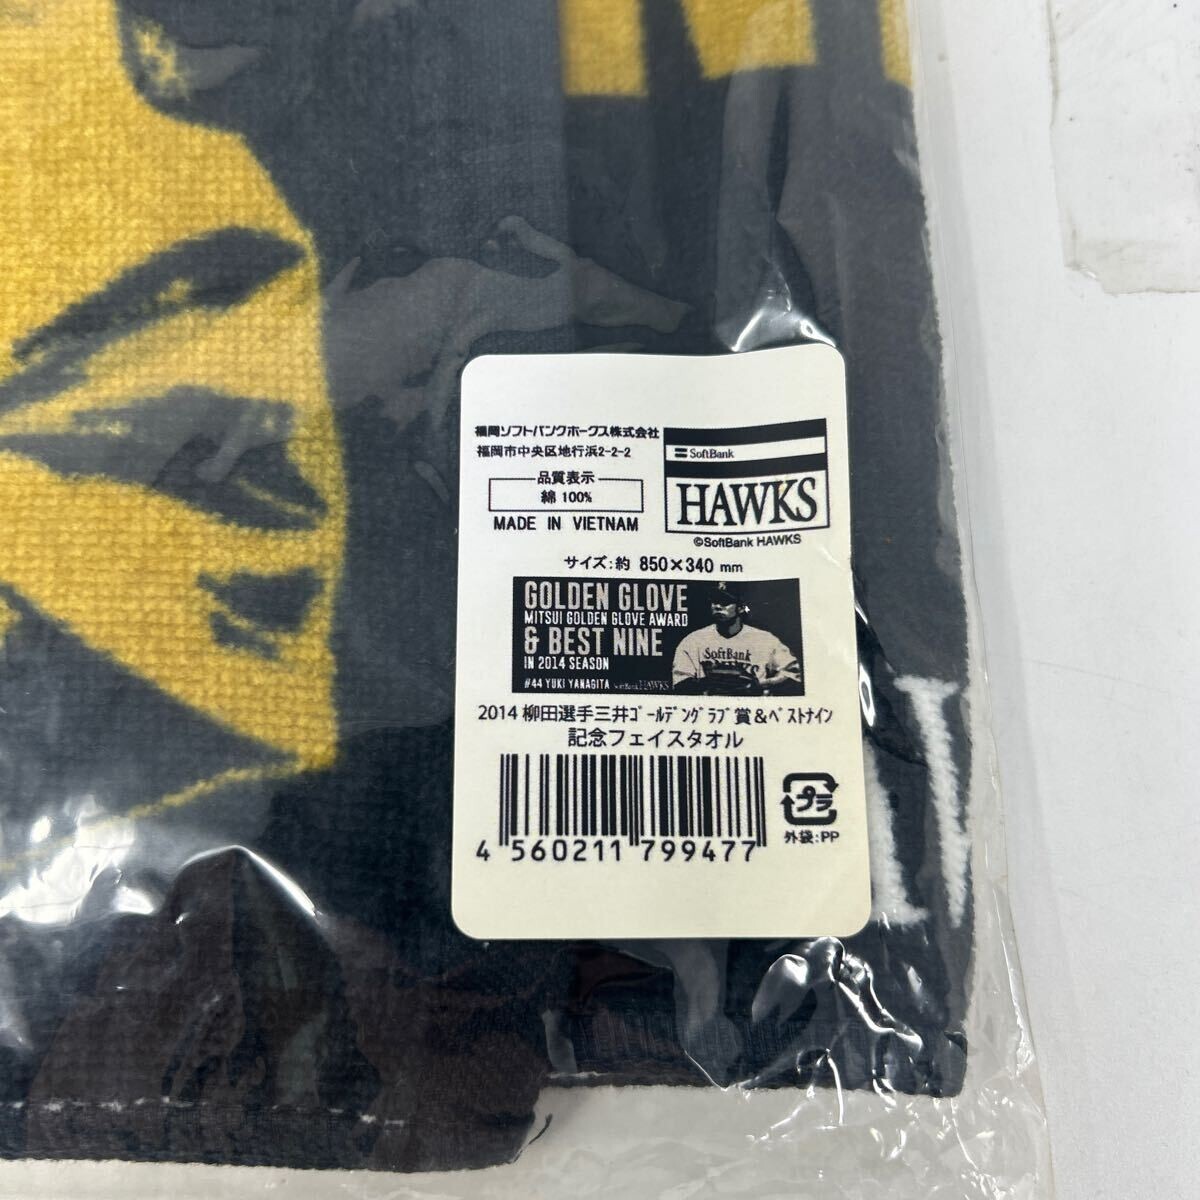 福岡ソフトバンクホークス株式会社
福岡市中央区地行浜2-2-2
品質表示
綿 100%
MADE IN VIETNAM
SoftBank
HAWKS
©SoftBank HAWKS
サイズ:約 850×340 mm
GOLDEN GLOVE
MITSUI GOLDEN GLOVE AWARD
& BEST NINE
IN 2014 SEASON
#44 YUKI YANAGITA SoftBank HAWKS
SoftBank
HAWKS
2014 柳田選手三井ｺﾞｰﾙﾃﾞﾝｸﾞﾗﾌﾞ賞&ﾍﾞｽﾄﾅｲﾝ
記念フェイスタオル
4 560211 799477
プラ
外袋:PP